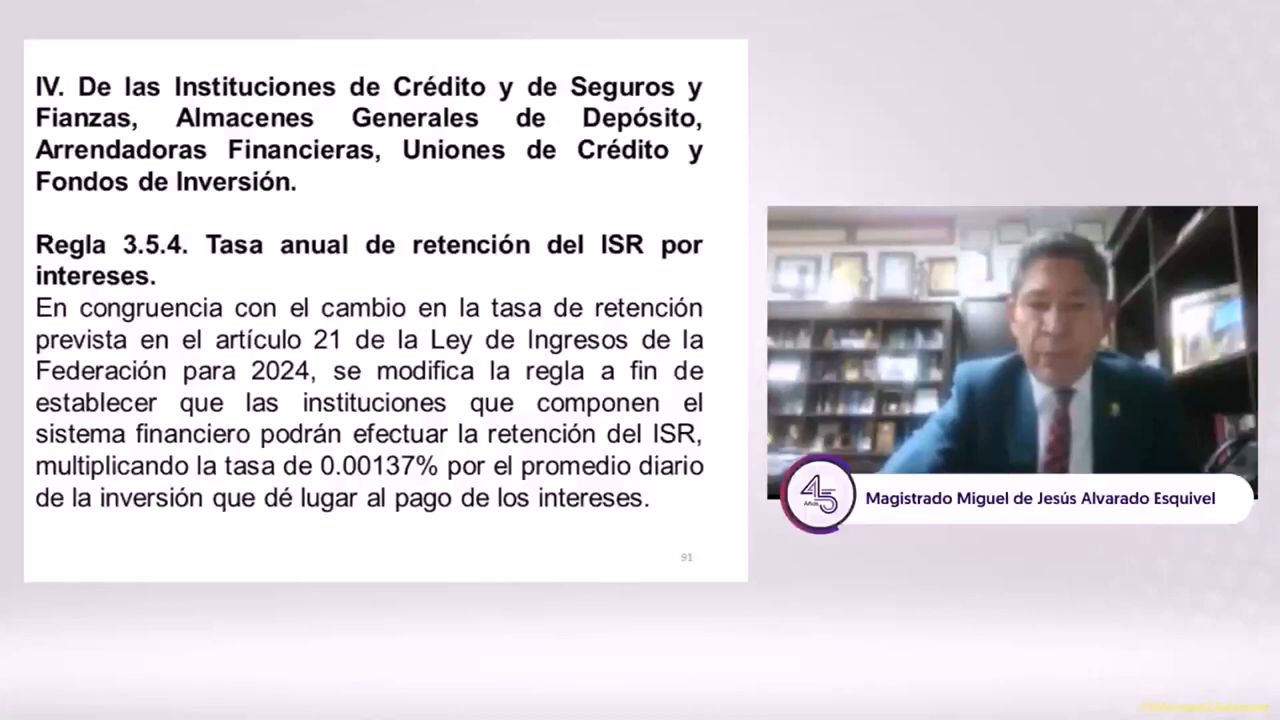 IV. De las Instituciones de Crédito y de Seguros y
Fianzas, Almacenes Generales de Depósito,
Arrendadoras Financieras, Uniones de Crédito y
Fondos de Inversión.
Regla 3.5.4. Tasa anual de retención del ISR por
intereses.
En congruencia con el cambio en la tasa de retención
prevista en el artículo 21 de la Ley de Ingresos de la
Federación para 2024, se modifica la regla a fin de
establecer que las instituciones que componen el
sistema financiero podrán efectuar la retención del ISR,
multiplicando la tasa de 0.00137% por el promedio diario
de la inversión que dé lugar al pago de los intereses.
91
45
Años
Magistrado Miguel de Jesús Alvarado Esquivel